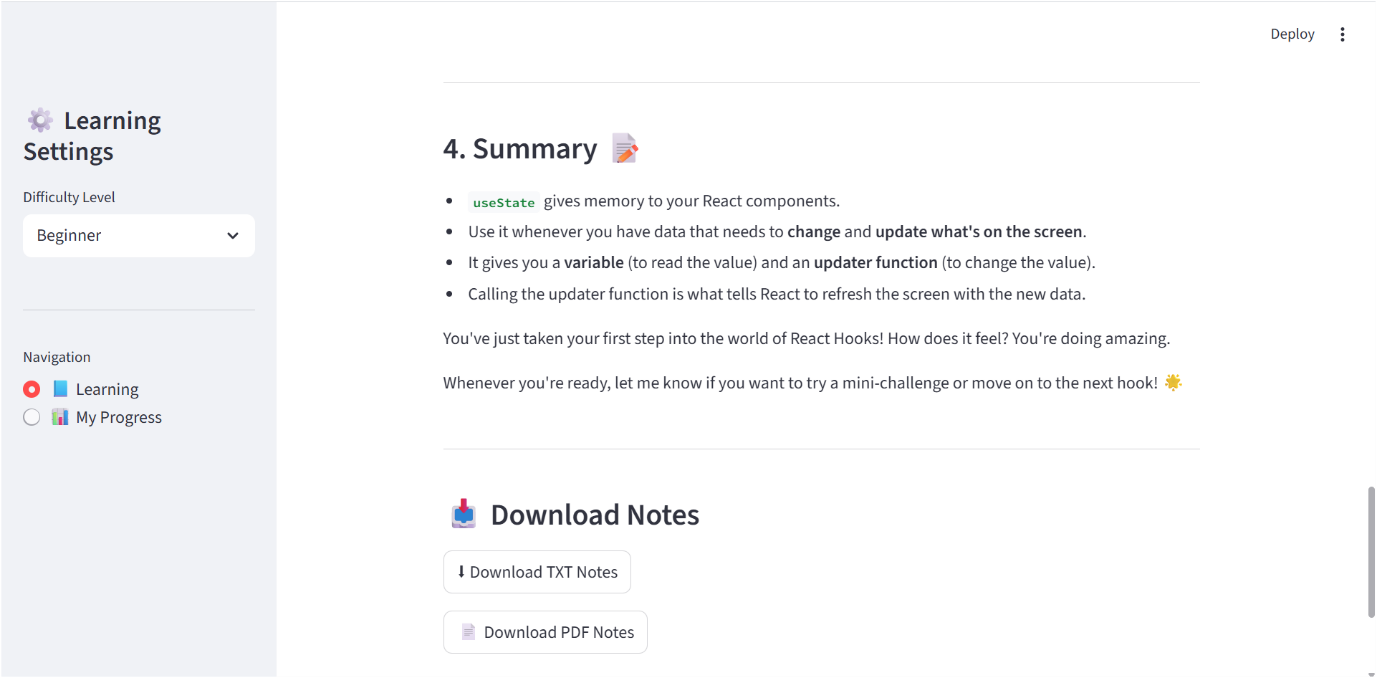 Deploy
Learning
Settings
Difficulty Level
Beginner
Navigation
Learning
My Progress
4. Summary
useState gives memory to your React components.
Use it whenever you have data that needs to change and update what's on the screen.
It gives you a variable (to read the value) and an updater function (to change the value).
Calling the updater function is what tells React to refresh the screen with the new data.
You've just taken your first step into the world of React Hooks! How does it feel? You're doing amazing.
Whenever you're ready, let me know if you want to try a mini-challenge or move on to the next hook!
Download Notes
Download TXT Notes
Download PDF Notes